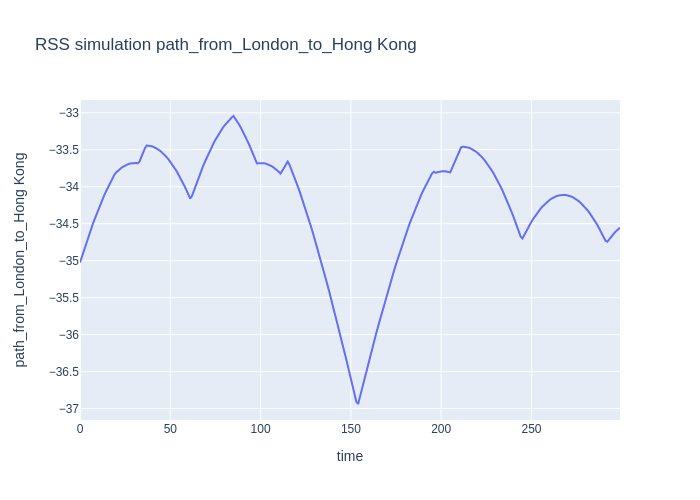 RSS simulation path_from_London_to_Hong Kong
path_from_London_to_Hong Kong
−33
−33.5
−34
−34.5
−35
−35.5
−36
−36.5
−37
0 50 100 150 200 250
time